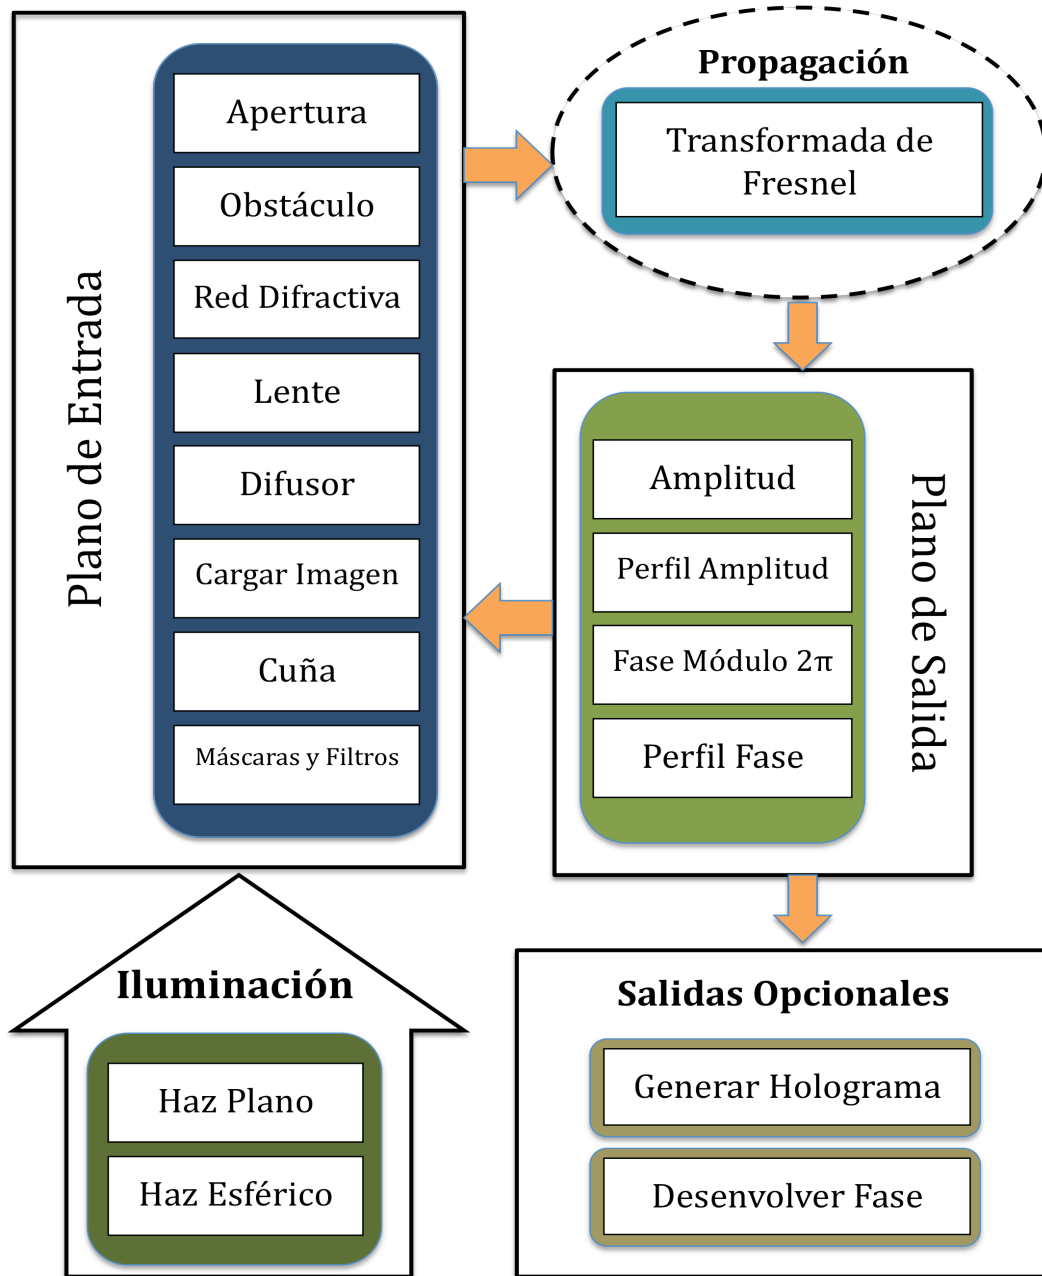 Plano de Entrada
Apertura
Obstáculo
Red Difractiva
Lente
Difusor
Cargar Imagen
Cuña
Máscaras y Filtros
Propagación
Transformada de
Fresnel
Amplitud
Perfil Amplitud
Fase Módulo 2π
Perfil Fase
Plano de Salida
Iluminación
Haz Plano
Haz Esférico
Salidas Opcionales
Generar Holograma
Desenvolver Fase